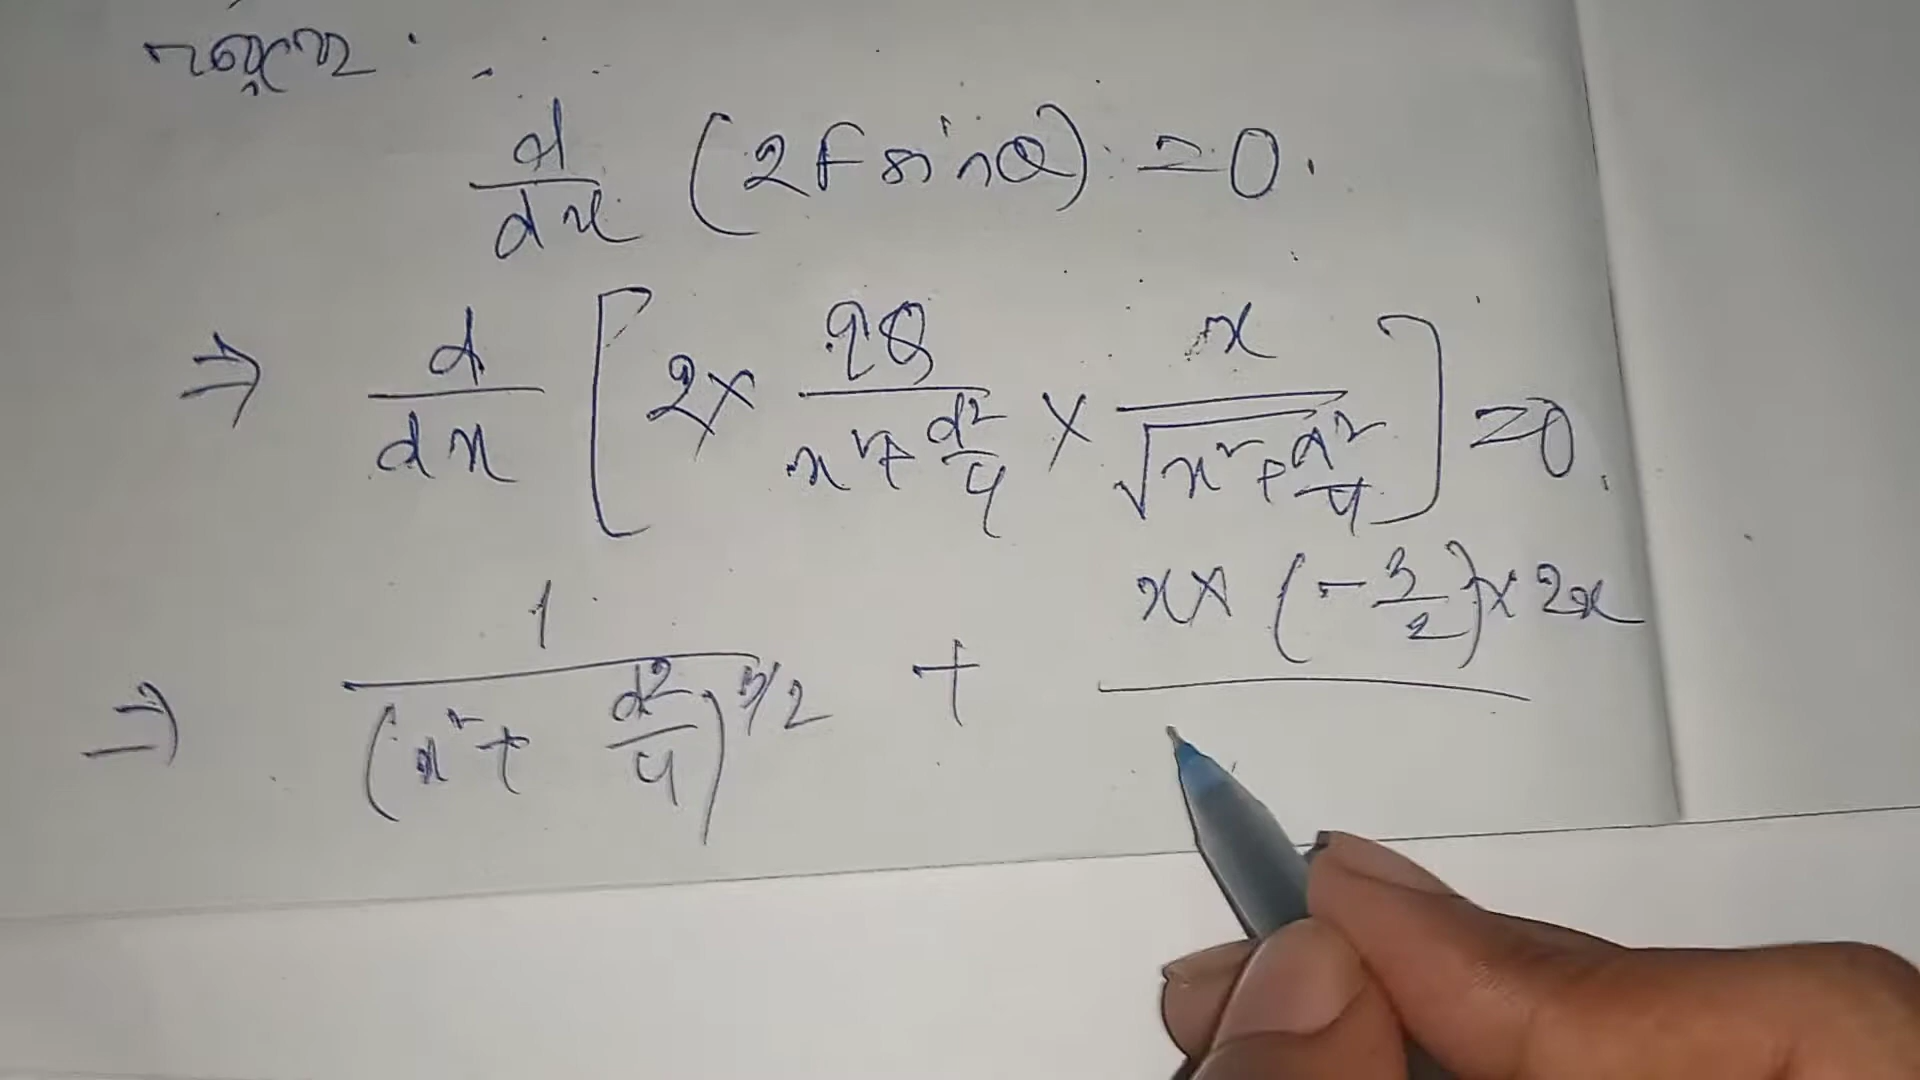 d/dx (2F sinθ) = 0.
⇒ d/dx [2 × qQ/(x² + d²/4) × x/√(x² + d²/4)] = 0.
⇒ 1/(x² + d²/4)^3/2 + x × (-3/2) × 2x